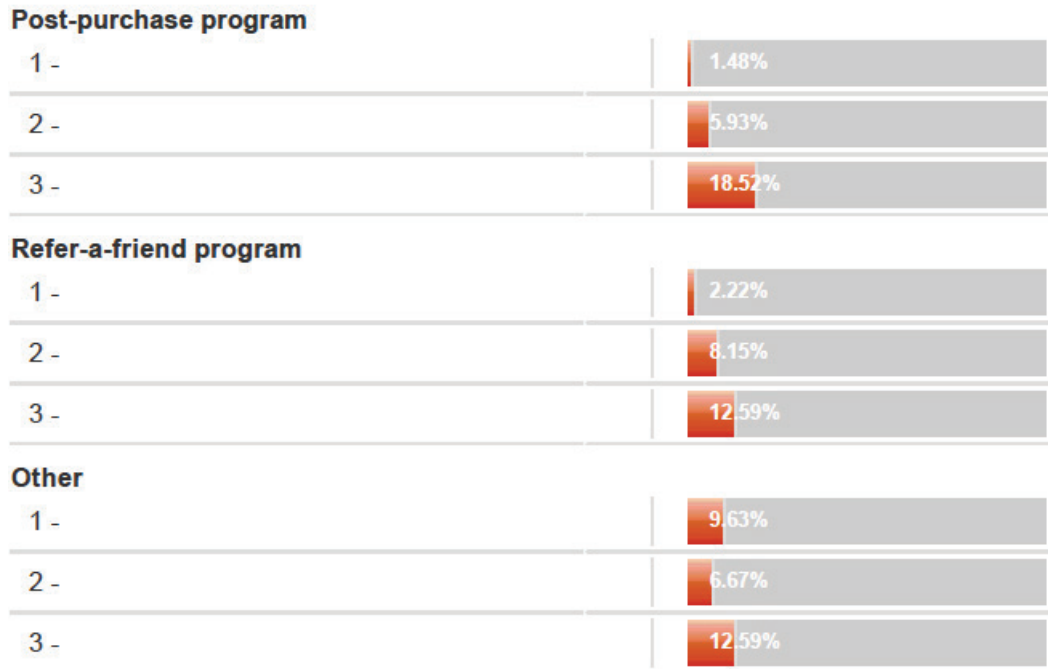 Post-purchase program
1 - 1.48%
2 - 5.93%
3 - 18.52%
Refer-a-friend program
1 - 2.22%
2 - 8.15%
3 - 12.59%
Other
1 - 9.63%
2 - 6.67%
3 - 12.59%